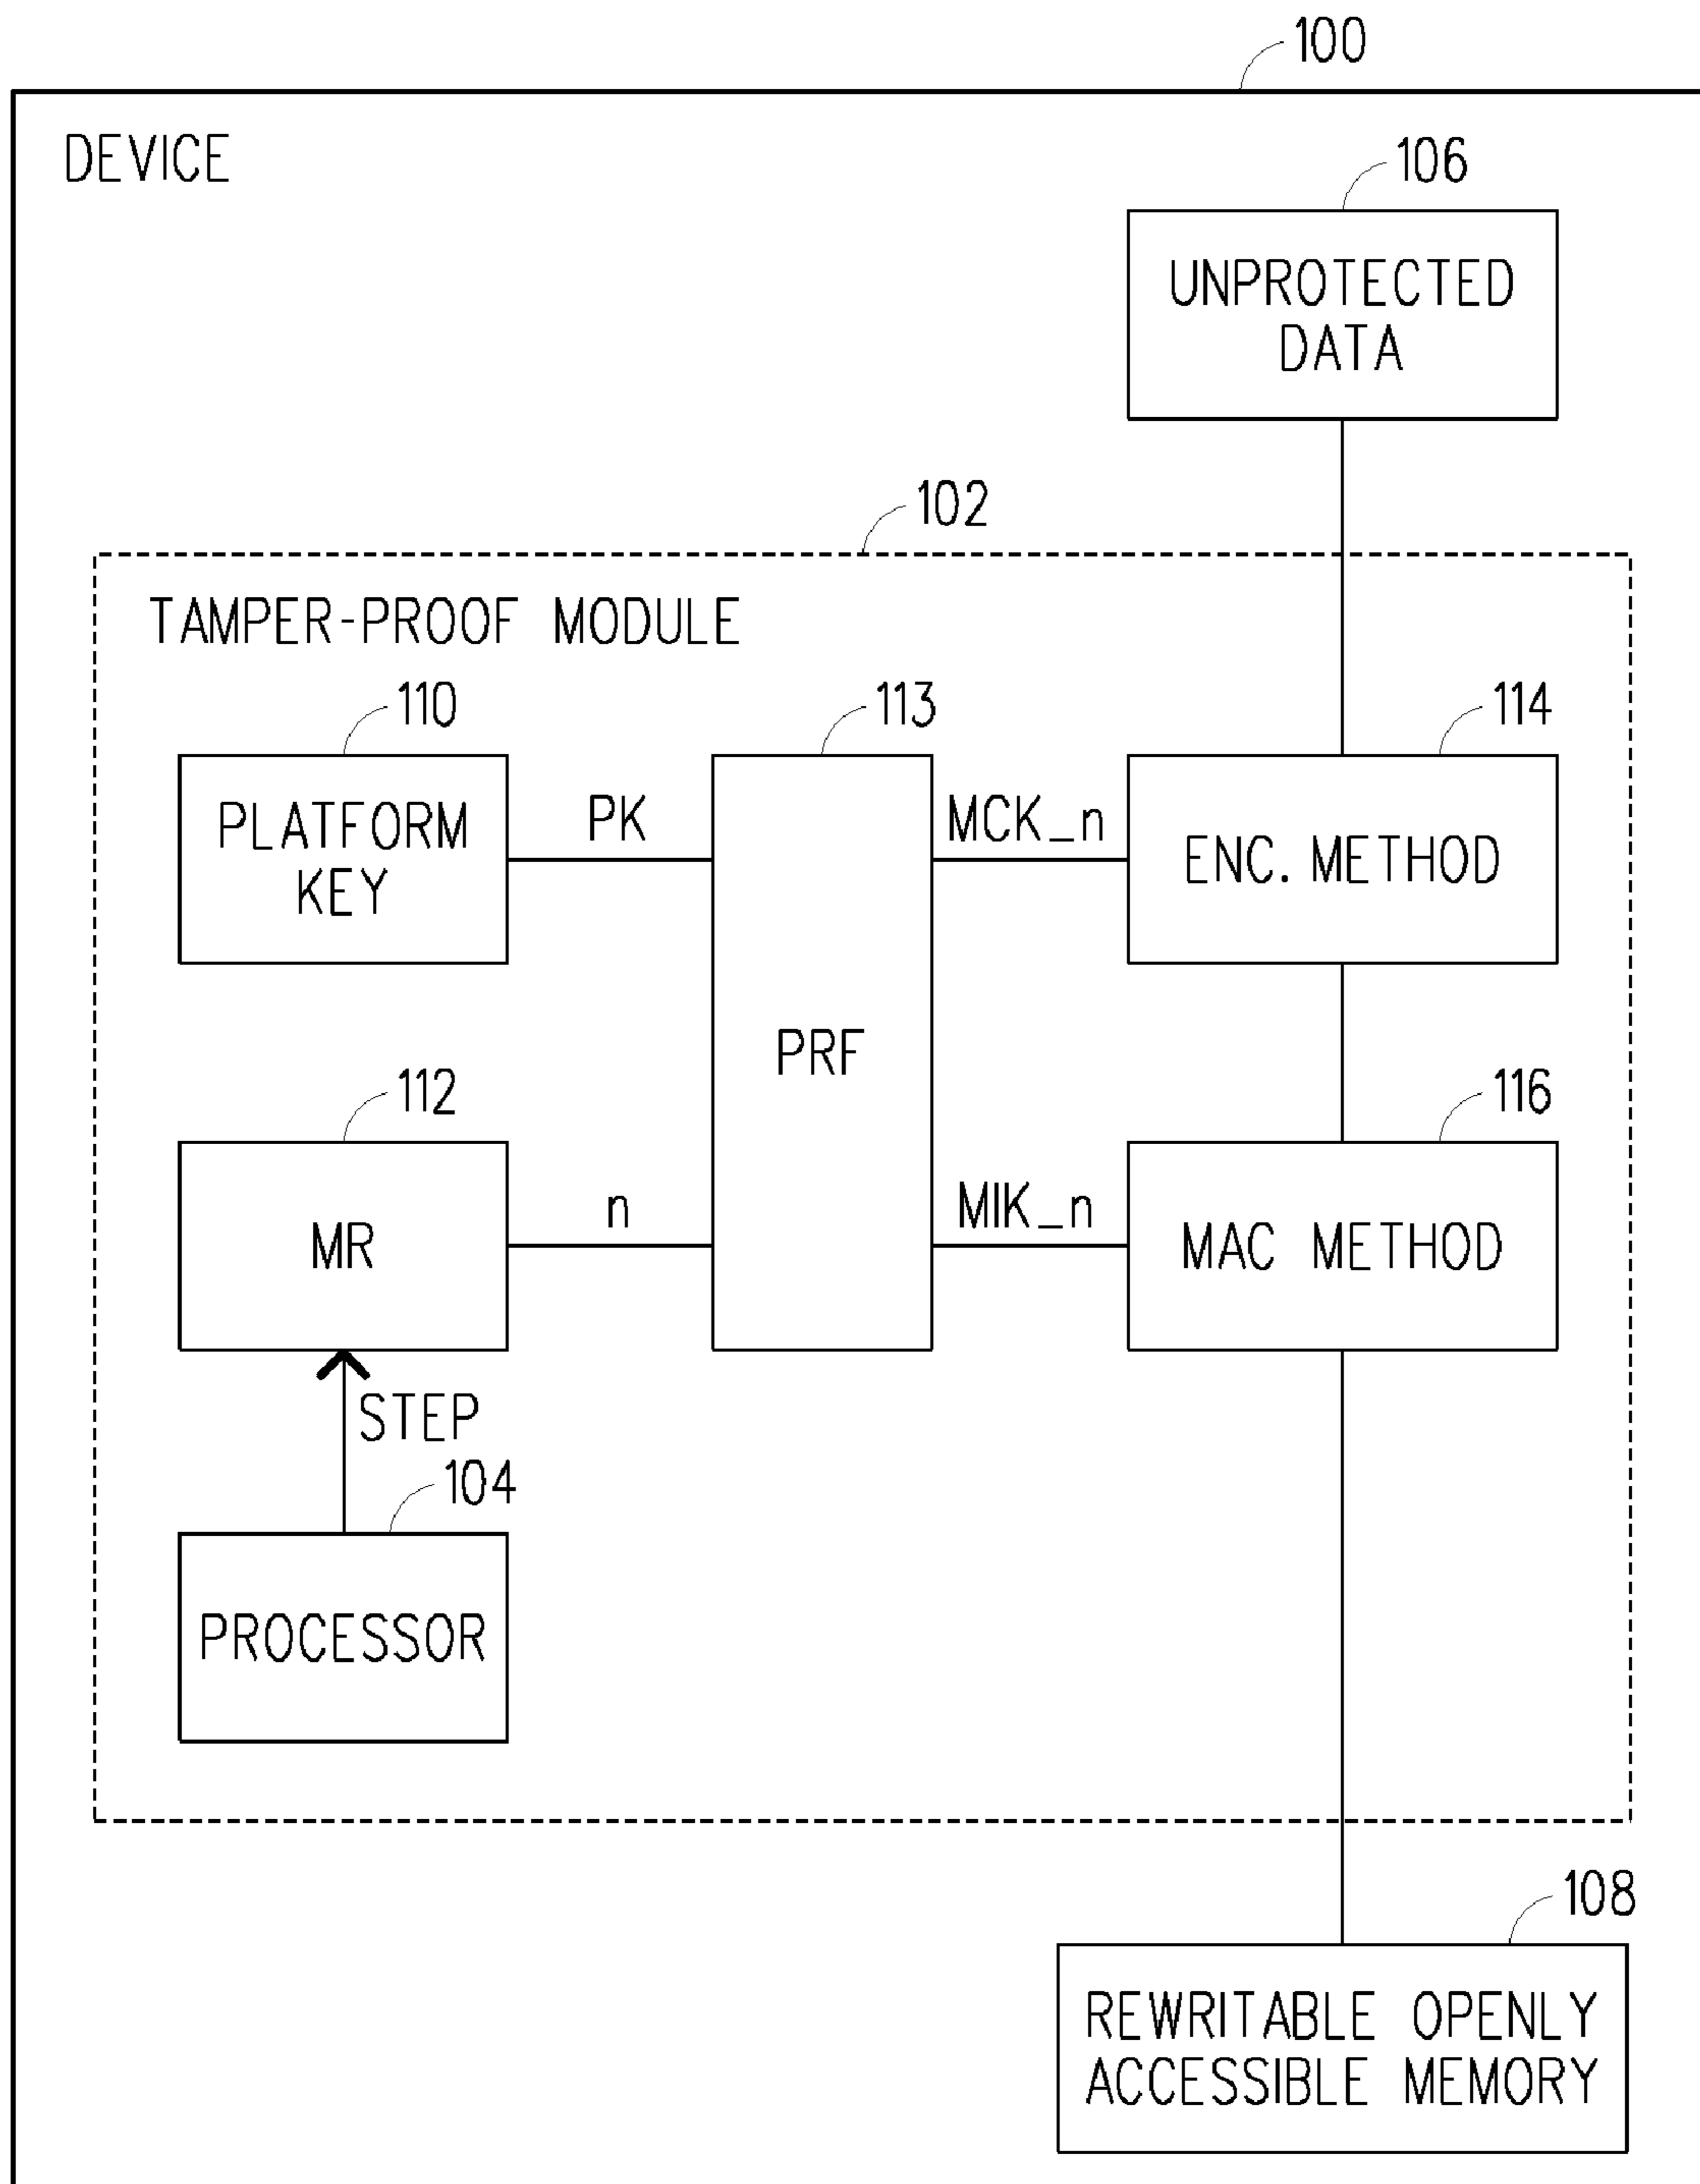 100
DEVICE
106
UNPROTECTED
DATA
102
TAMPER-PROOF MODULE
110
113
114
PLATFORM
KEY
PK
MCK_n
ENC. METHOD
PRF
112
116
MR
n
MIK_n
MAC METHOD
STEP
104
PROCESSOR
108
REWRITABLE OPENLY
ACCESSIBLE MEMORY